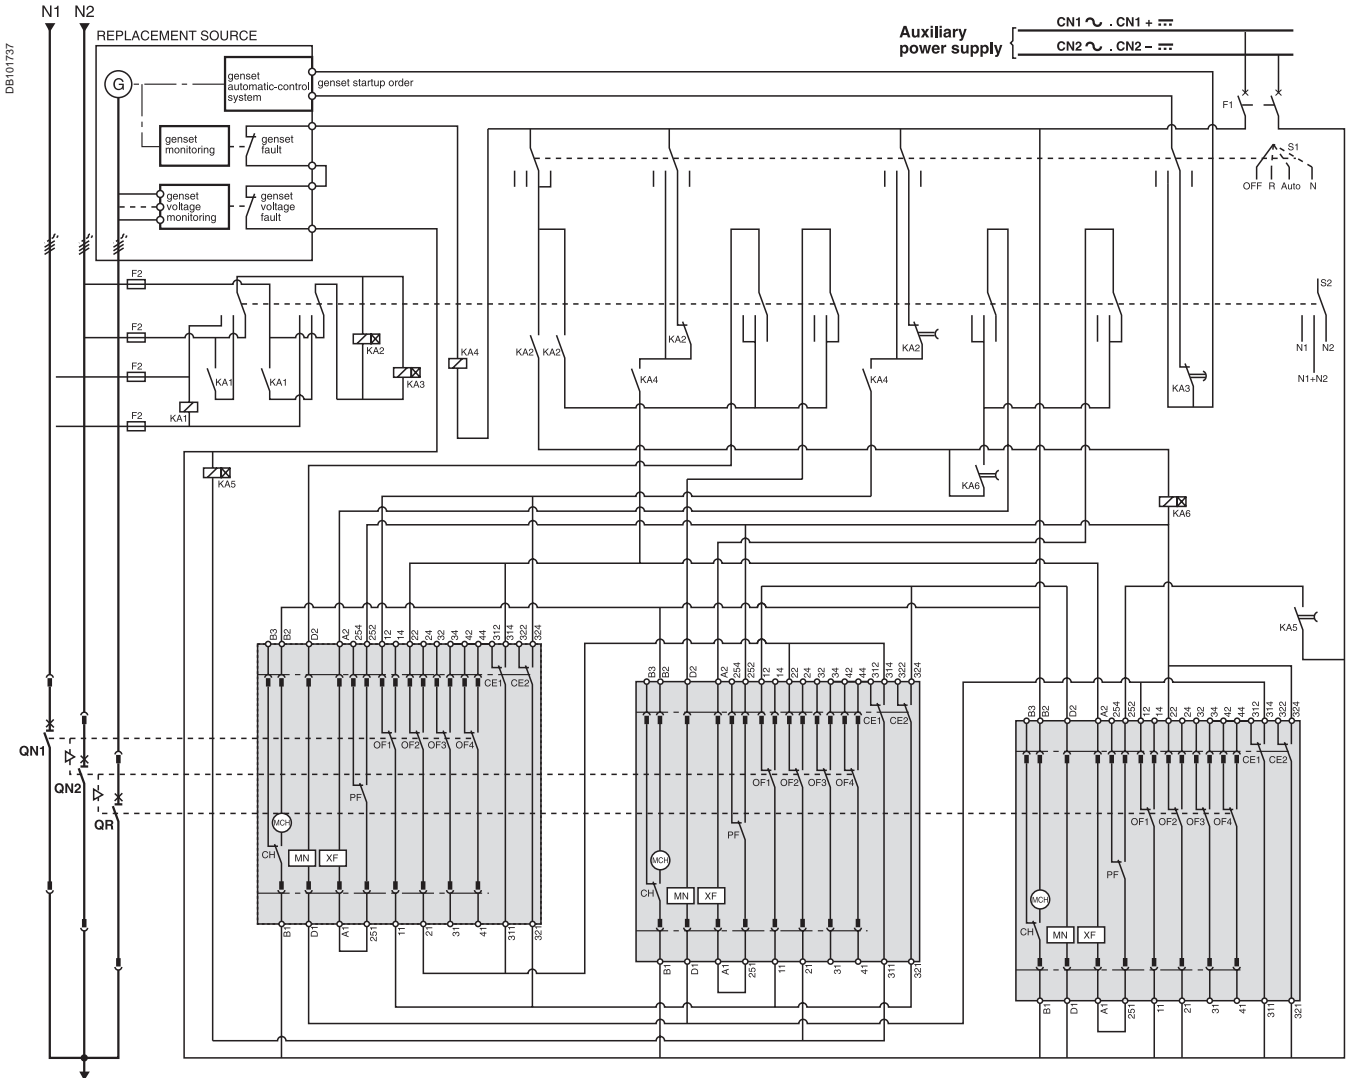 N1 N2
DB101737
REPLACEMENT SOURCE
G
genset
automatic-control
system
genset startup order
genset
monitoring
genset
fault
genset
voltage
monitoring
genset
voltage
fault
Auxiliary
power supply
CN1 ∿ . CN1 + ⎓
CN2 ∿ . CN2 – ⎓
F1
S1
OFF R Auto N
S2
N1 N2
N1+N2
F2
F2
F2
F2
KA1
KA1
KA1
KA2
KA3
KA4
KA2 KA2
KA2
KA4
KA2
KA4
KA3
KA5
KA6
KA6
KA5
B3 B2 D2 A2 254 252 12 14 22 24 32 34 42 44 312 314 322 324
CE1 CE2
OF1 OF2 OF3 OF4
PF
MCH
CH
MN XF
B1 D1 A1 251 11 21 31 41 311 321
B3 B2 D2 A2 254 252 12 14 22 24 32 34 42 44 312 314 322 324
CE1 CE2
OF1 OF2 OF3 OF4
PF
MCH
CH
MN XF
B1 D1 A1 251 11 21 31 41 311 321
B3 B2 D2 A2 254 252 12 14 22 24 32 34 42 44 312 314 322 324
CE1 CE2
OF1 OF2 OF3 OF4
PF
MCH
CH
MN XF
B1 D1 A1 251 11 21 31 41 311 321
QN1
QN2
QR